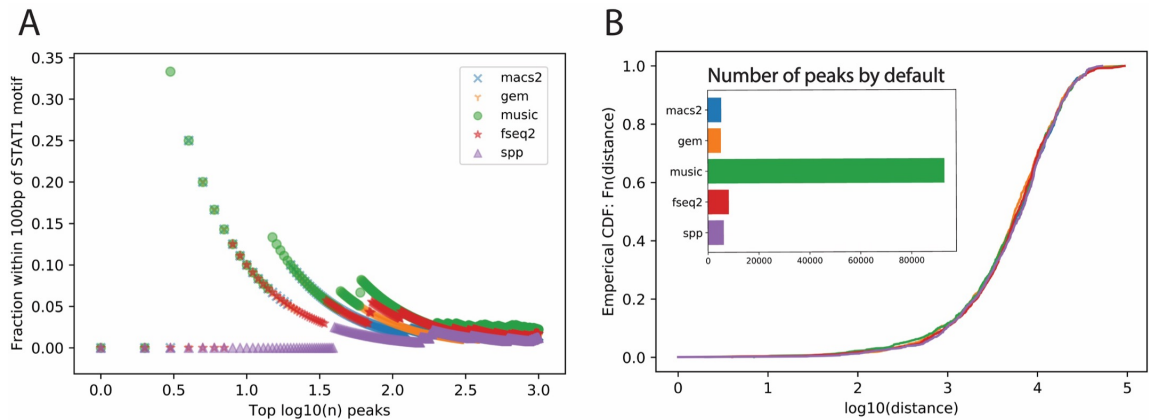 A
Fraction within 100bp of STAT1 motif
0.35
0.30
0.25
0.20
0.15
0.10
0.05
0.00
macs2
gem
music
fseq2
spp
0.0
0.5
1.0
1.5
2.0
2.5
3.0
Top log10(n) peaks
B
Emperical CDF: Fn(distance)
1.0
0.8
0.6
0.4
0.2
0.0
Number of peaks by default
macs2
gem
music
fseq2
spp
0
20000
40000
60000
80000
0
1
2
3
4
5
log10(distance)